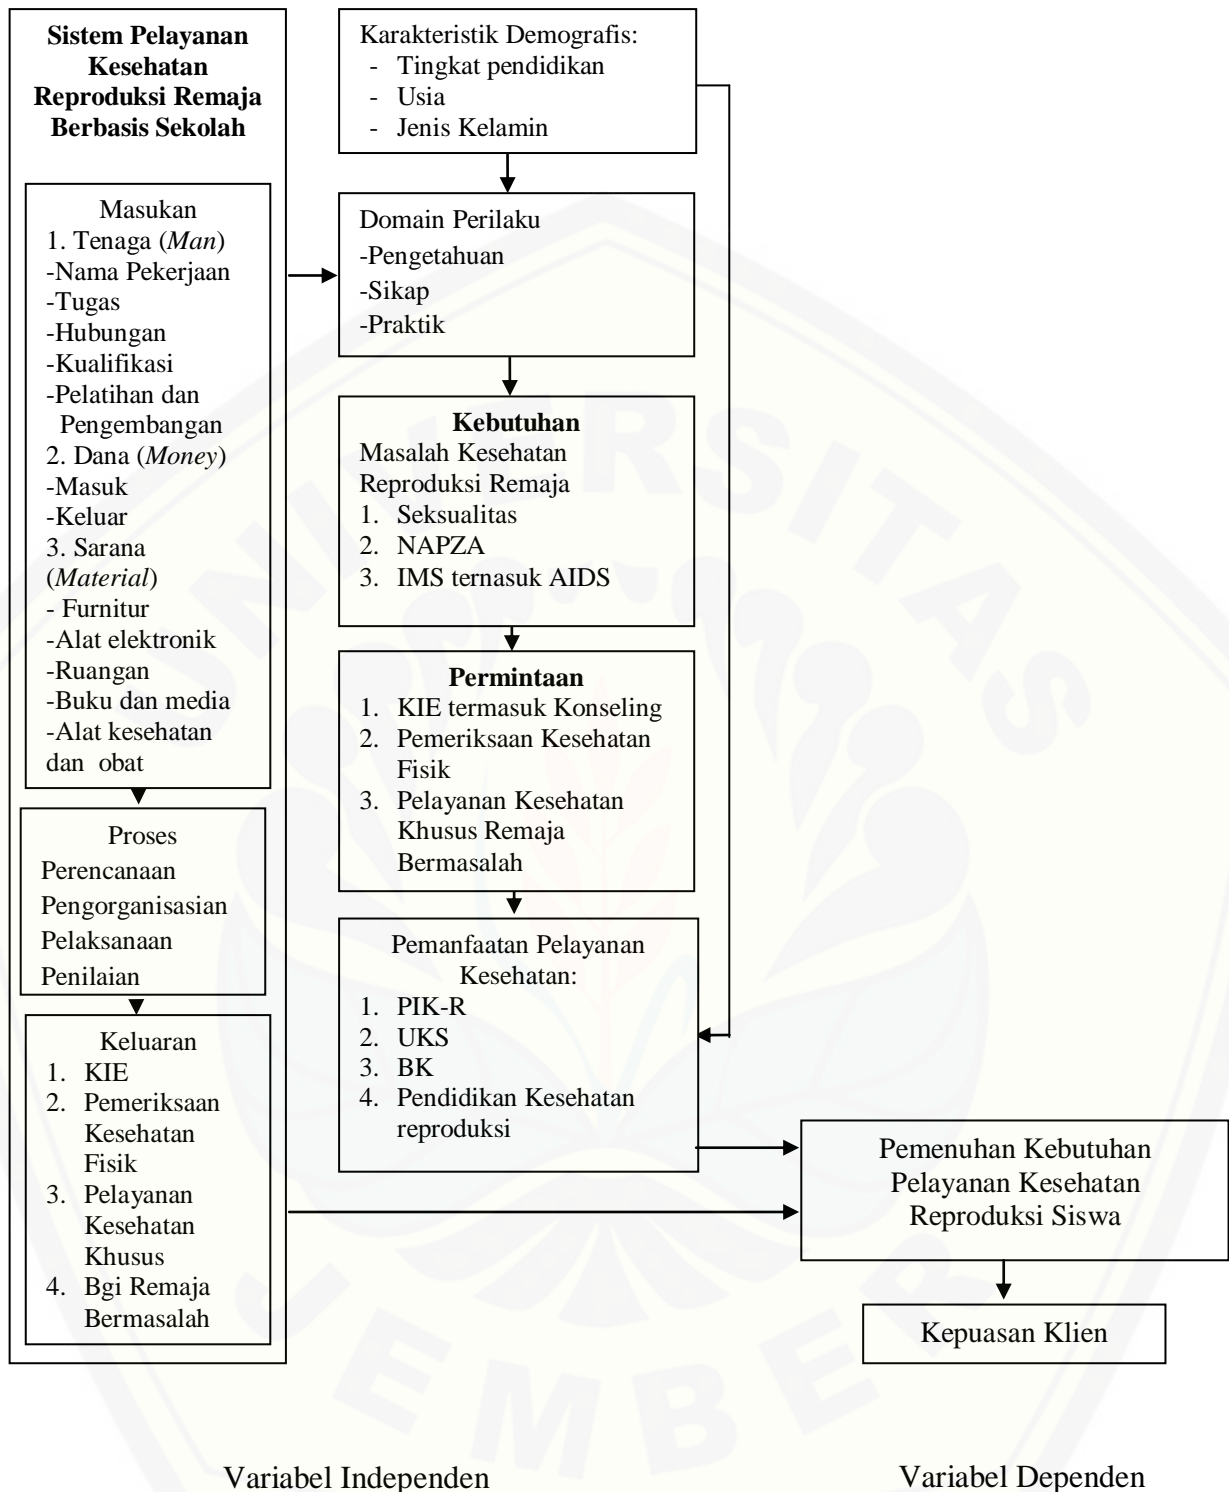 Sistem Pelayanan
Kesehatan
Reproduksi Remaja
Berbasis Sekolah
Masukan
1. Tenaga (Man)
-Nama Pekerjaan
-Tugas
-Hubungan
-Kualifikasi
-Pelatihan dan
Pengembangan
2. Dana (Money)
-Masuk
-Keluar
3. Sarana
(Material)
- Furnitur
-Alat elektronik
-Ruangan
-Buku dan media
-Alat kesehatan
dan obat
Proses
Perencanaan
Pengorganisasian
Pelaksanaan
Penilaian
Keluaran
1. KIE
2. Pemeriksaan
Kesehatan
Fisik
3. Pelayanan
Kesehatan
Khusus
4. Bgi Remaja
Bermasalah
Karakteristik Demografis:
- Tingkat pendidikan
- Usia
- Jenis Kelamin
Domain Perilaku
-Pengetahuan
-Sikap
-Praktik
Kebutuhan
Masalah Kesehatan
Reproduksi Remaja
1. Seksualitas
2. NAPZA
3. IMS ternasuk AIDS
Permintaan
1. KIE termasuk Konseling
2. Pemeriksaan Kesehatan
Fisik
3. Pelayanan Kesehatan
Khusus Remaja
Bermasalah
Pemanfaatan Pelayanan
Kesehatan:
1. PIK-R
2. UKS
3. BK
4. Pendidikan Kesehatan
reproduksi
Pemenuhan Kebutuhan
Pelayanan Kesehatan
Reproduksi Siswa
Kepuasan Klien
Variabel Independen
Variabel Dependen
UNIVERSITAS
JEMBER